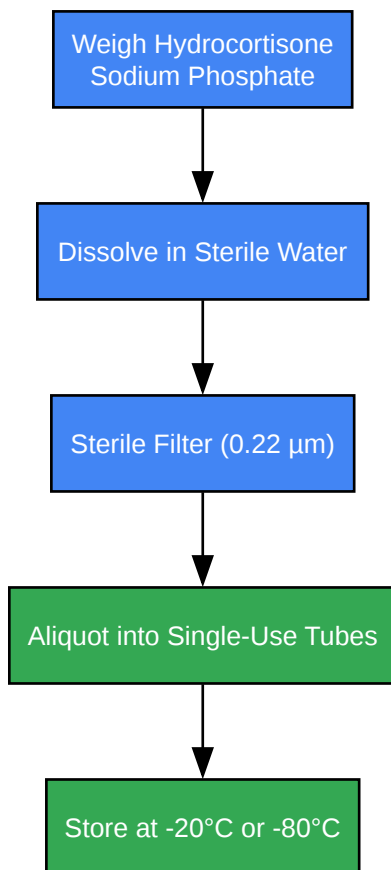 Weigh Hydrocortisone
Sodium Phosphate
Dissolve in Sterile Water
Sterile Filter (0.22 µm)
Aliquot into Single-Use Tubes
Store at -20°C or -80°C